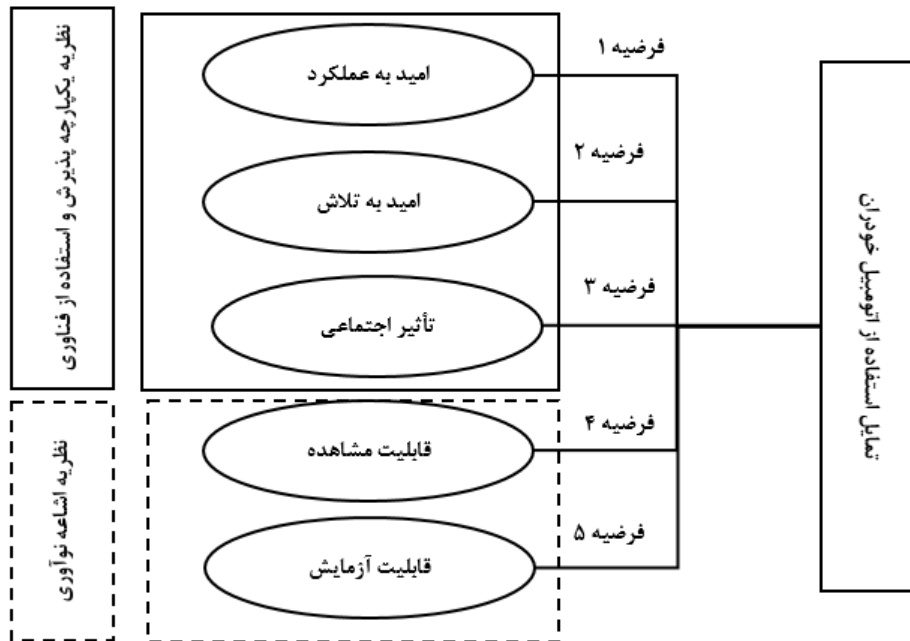 نظریه یکپارچه پذیرش و استفاده از فناوری
امید به عملکرد
فرضیه ۱
امید به تلاش
فرضیه ۲
تأثیر اجتماعی
فرضیه ۳
نظریه اشاعه نوآوری
قابلیت مشاهده
فرضیه ۴
قابلیت آزمایش
فرضیه ۵
تمایل استفاده از اتومبیل خودران